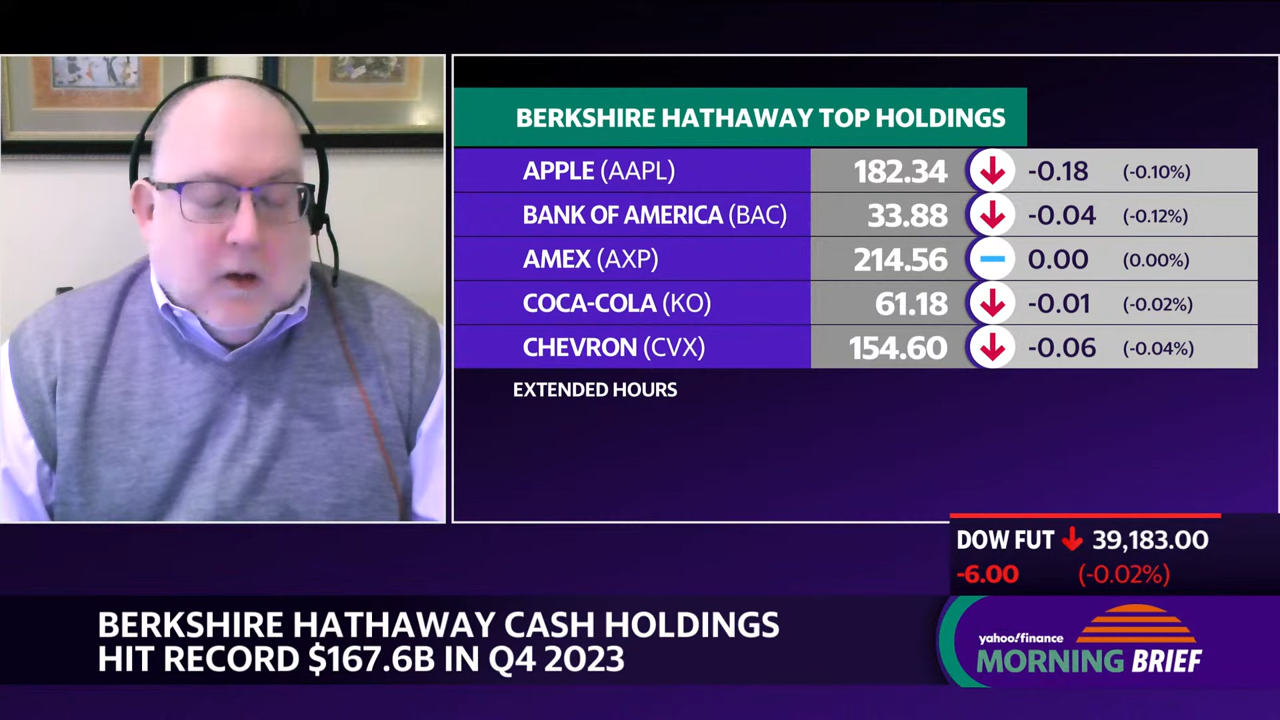 BERKSHIRE HATHAWAY TOP HOLDINGS
APPLE (AAPL) 182.34 -0.18 (-0.10%)
BANK OF AMERICA (BAC) 33.88 -0.04 (-0.12%)
AMEX (AXP) 214.56 0.00 (0.00%)
COCA-COLA (KO) 61.18 -0.01 (-0.02%)
CHEVRON (CVX) 154.60 -0.06 (-0.04%)
EXTENDED HOURS
DOW FUT 39,183.00
-6.00 (-0.02%)
BERKSHIRE HATHAWAY CASH HOLDINGS
HIT RECORD $167.6B IN Q4 2023
yahoo!finance
MORNING BRIEF